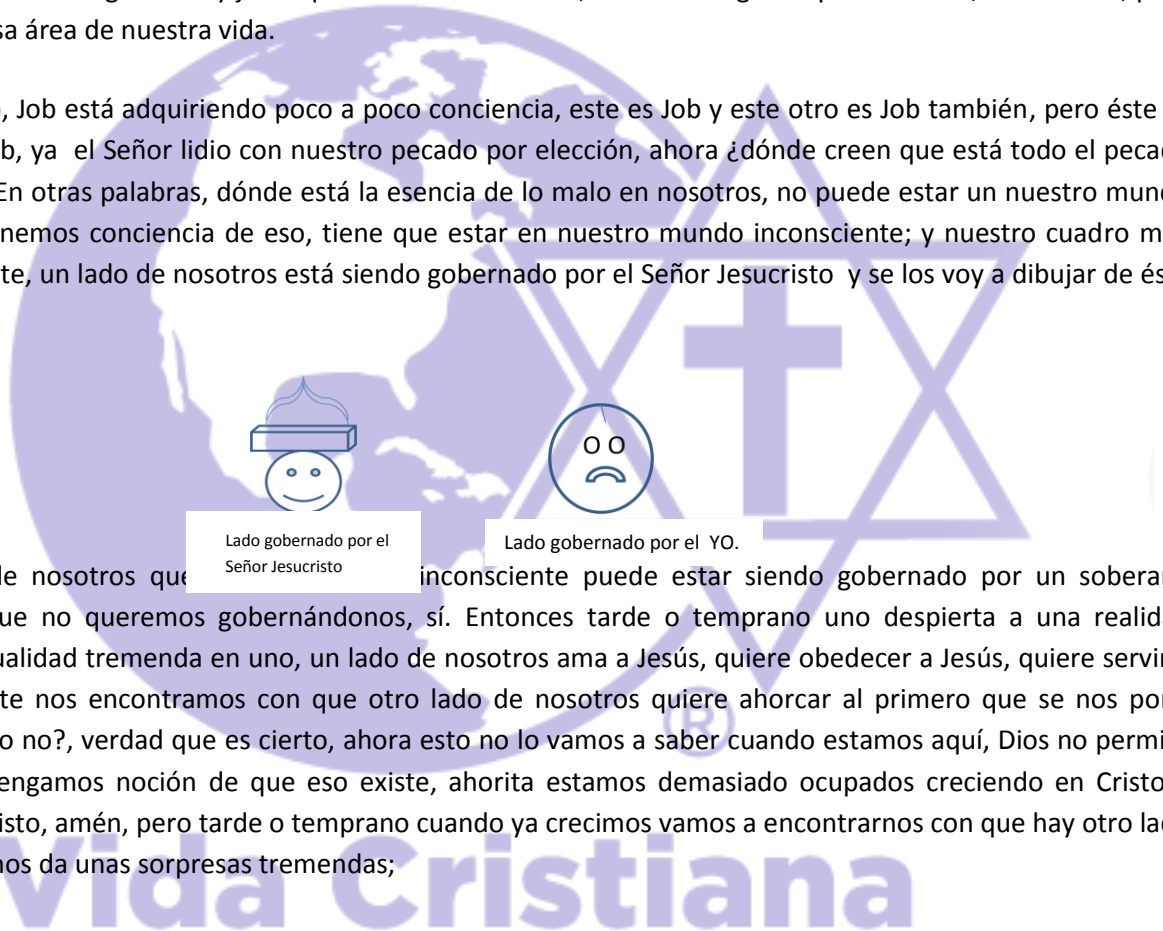 sa área de nuestra vida.
, Job está adquiriendo poco a poco conciencia, este es Job y este otro es Job también, pero éste
b, ya el Señor lidio con nuestro pecado por elección, ahora ¿dónde creen que está todo el peca
En otras palabras, dónde está la esencia de lo malo en nosotros, no puede estar un nuestro mun
nemos conciencia de eso, tiene que estar en nuestro mundo inconsciente; y nuestro cuadro m
te, un lado de nosotros está siendo gobernado por el Señor Jesucristo y se los voy a dibujar de és
O O
Lado gobernado por el
Señor Jesucristo
Lado gobernado por el YO.
de nosotros que inconsciente puede estar siendo gobernado por un sobera
que no queremos gobernándonos, sí. Entonces tarde o temprano uno despierta a una realid
ualidad tremenda en uno, un lado de nosotros ama a Jesús, quiere obedecer a Jesús, quiere servi
te nos encontramos con que otro lado de nosotros quiere ahorcar al primero que se nos po
o no?, verdad que es cierto, ahora esto no lo vamos a saber cuando estamos aquí, Dios no permi
engamos noción de que eso existe, ahorita estamos demasiado ocupados creciendo en Cristo
isto, amén, pero tarde o temprano cuando ya crecimos vamos a encontrarnos con que hay otro la
nos da unas sorpresas tremendas;
®
Vida Cristiana